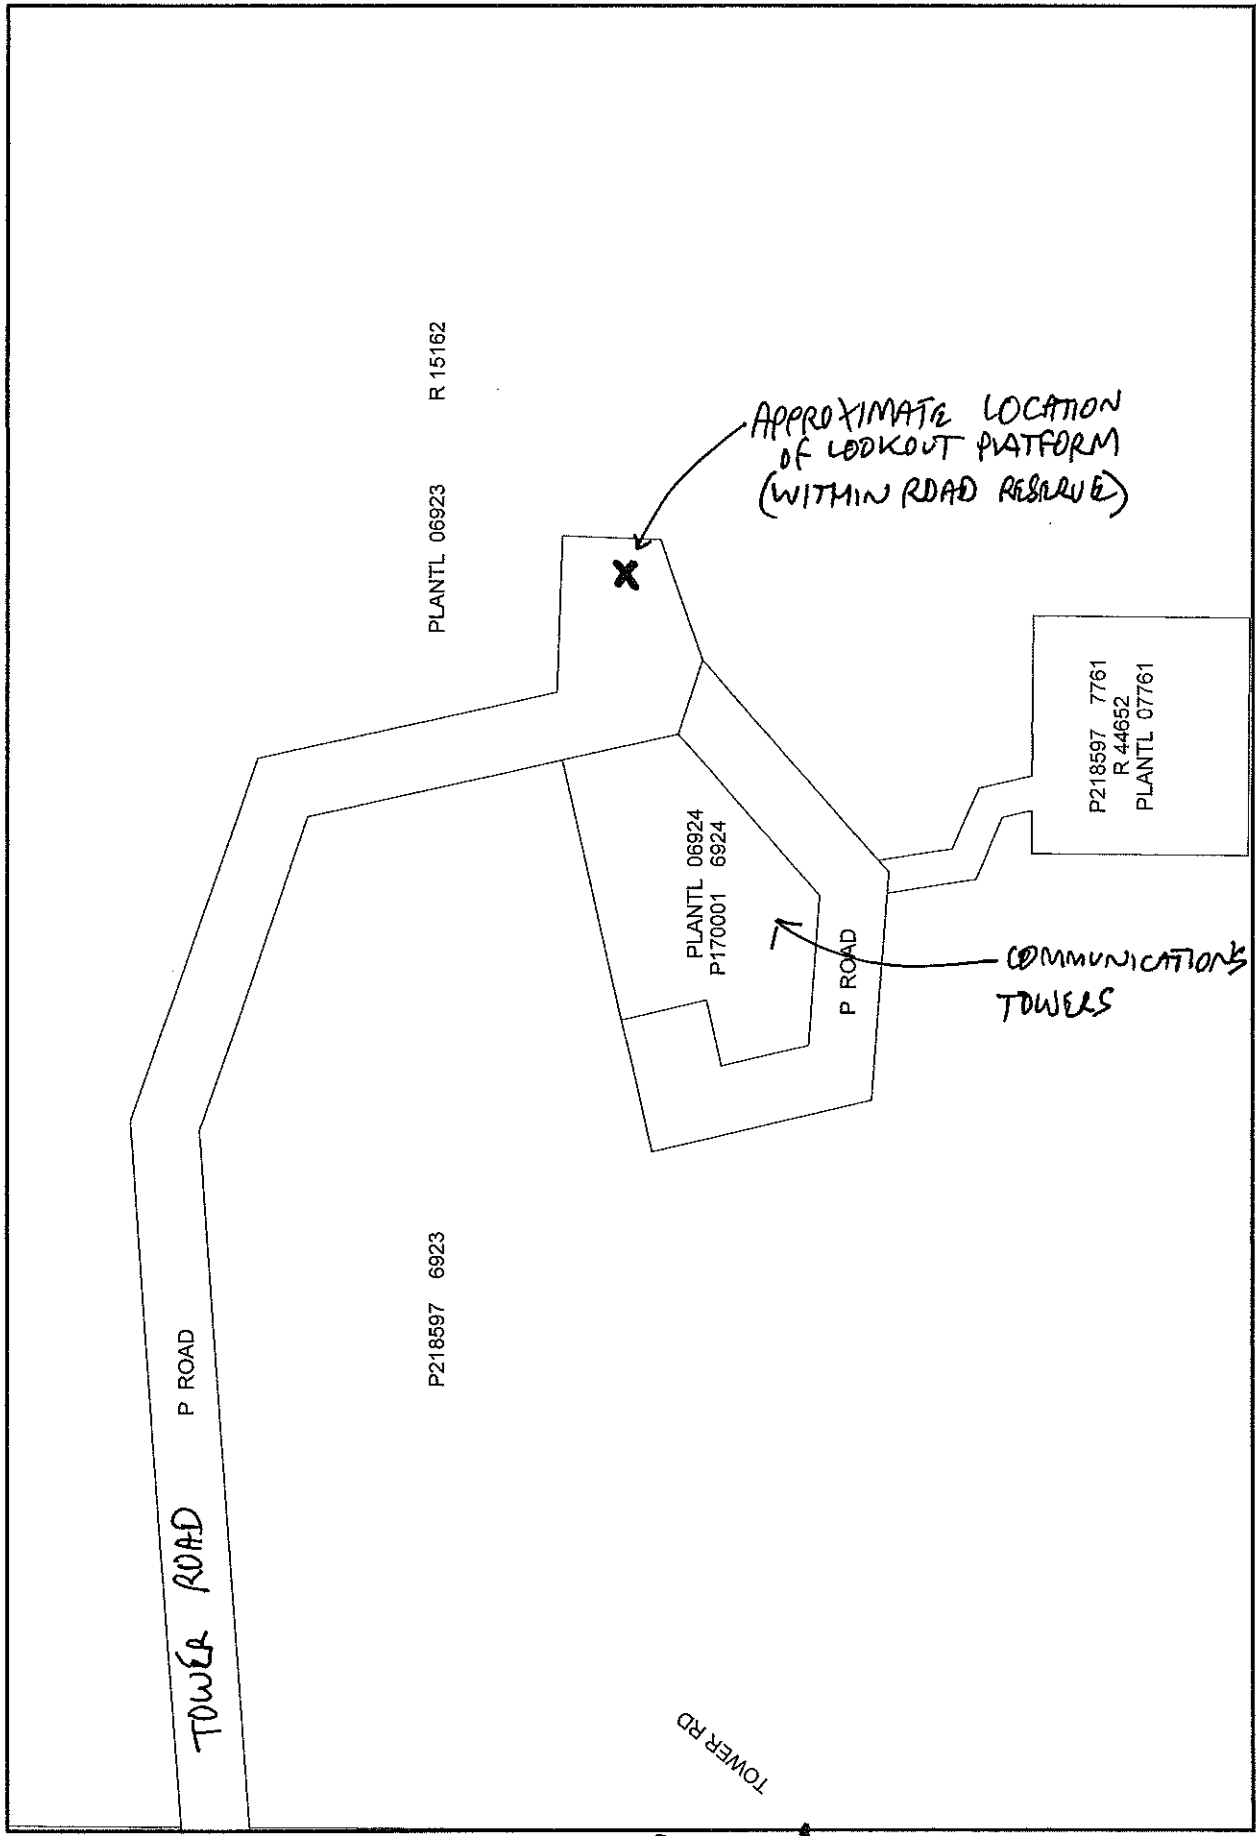 R 15162
PLANTL 06923
APPROXIMATE LOCATION
OF LOOKOUT PLATFORM
(WITHIN ROAD RESERVE)
P218597 7761
R 44652
PLANTL 07761
PLANTL 06924
P170001 6924
P ROAD
COMMUNICATIONS
TOWERS
X
P218597 6923
P ROAD
TOWER ROAD
TOWER RD